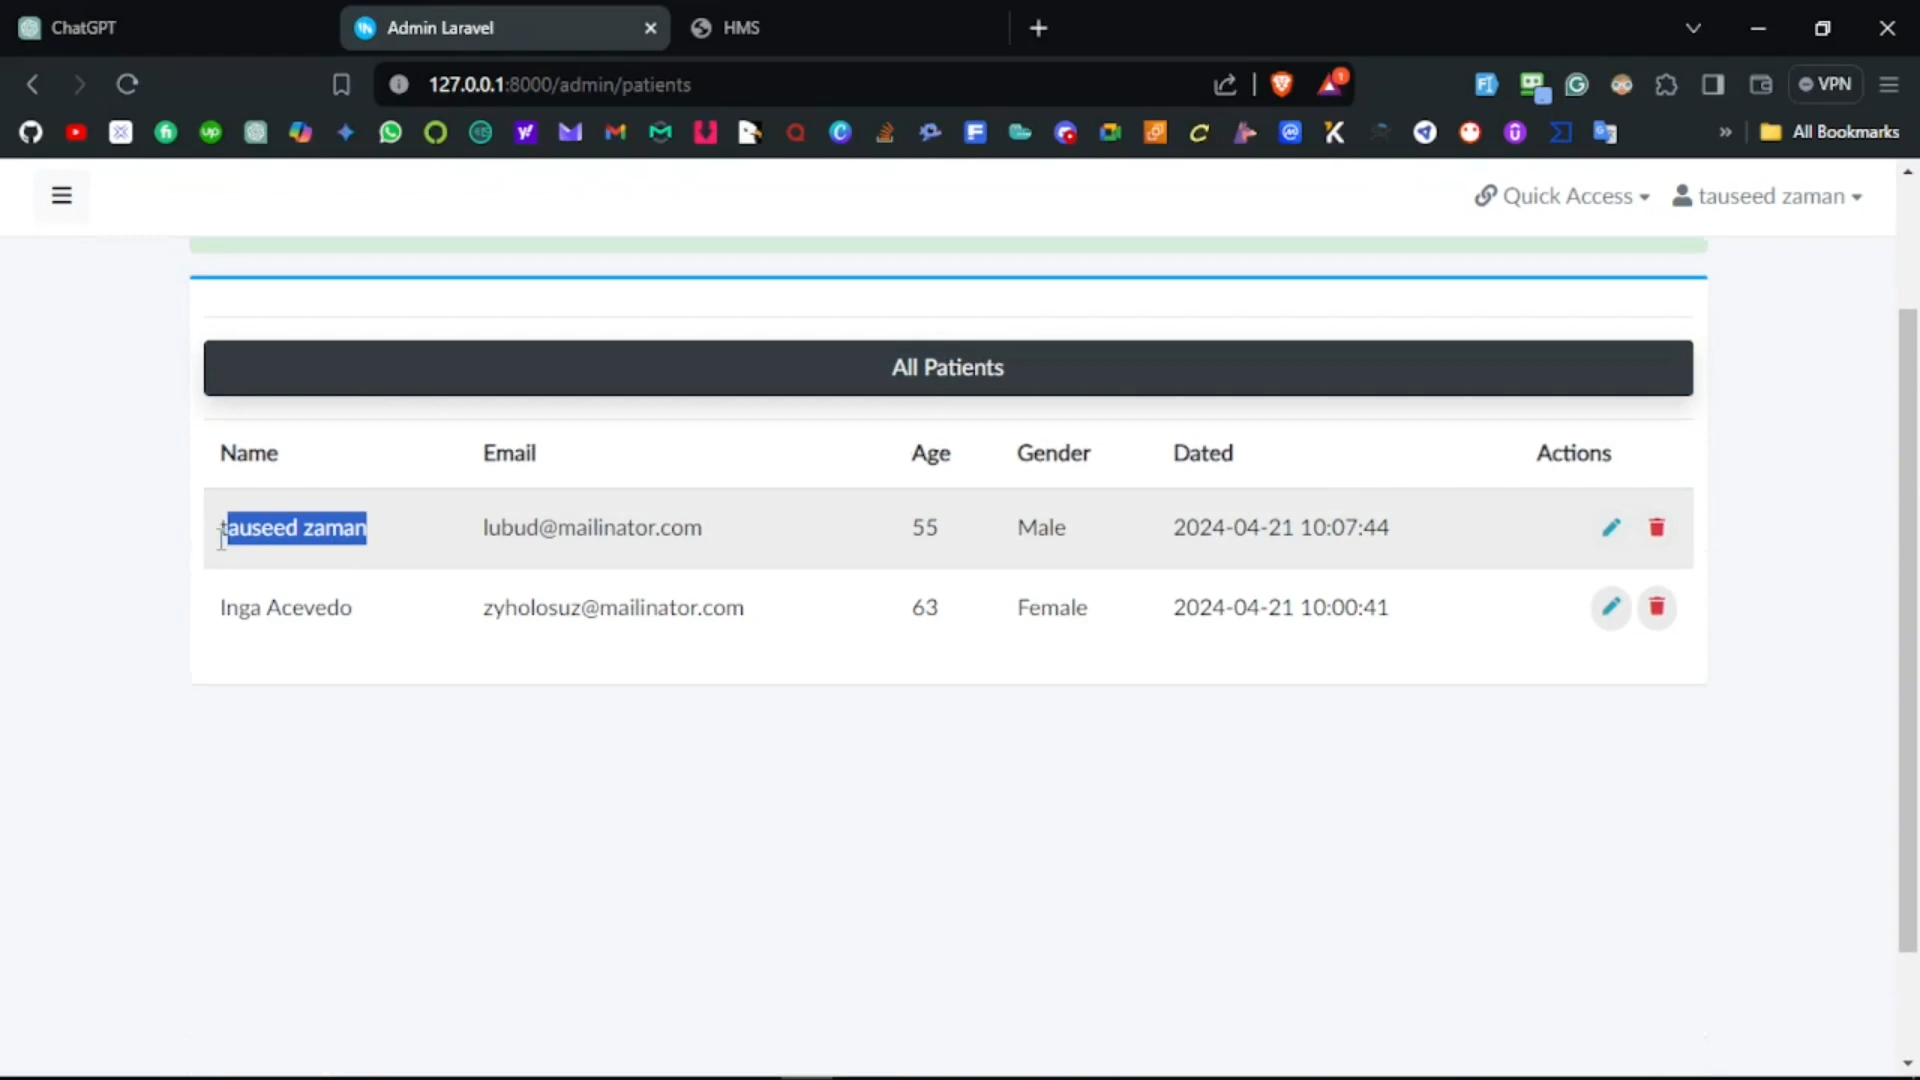 ChatGPT
Admin Laravel
HMS
127.0.0.1:8000/admin/patients
VPN
All Bookmarks
Quick Access
tauseed zaman
All Patients
Name Email Age Gender Dated Actions
tauseed zaman lubud@mailinator.com 55 Male 2024-04-21 10:07:44
Inga Acevedo zyholosuz@mailinator.com 63 Female 2024-04-21 10:00:41